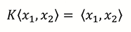 K⟨x₁, x₂⟩ = ⟨x₁, x₂⟩